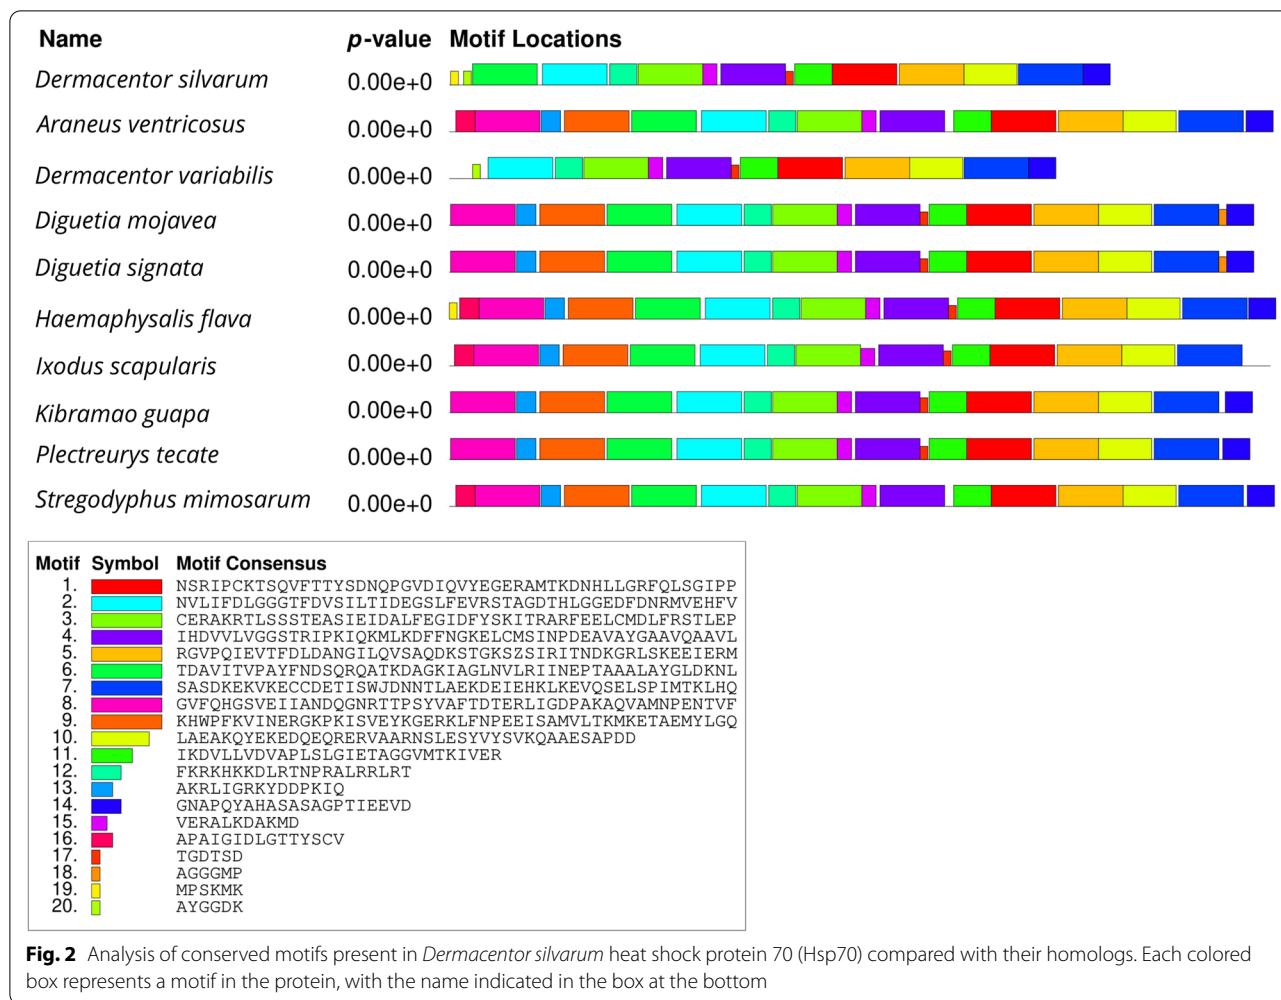 Name p-value Motif Locations
Dermacentor silvarum 0.00e+0
Araneus ventricosus 0.00e+0
Dermacentor variabilis 0.00e+0
Diguetia mojavea 0.00e+0
Diguetia signata 0.00e+0
Haemaphysalis flava 0.00e+0
Ixodus scapularis 0.00e+0
Kibramao guapa 0.00e+0
Plectreurys tecate 0.00e+0
Stregodyphus mimosarum 0.00e+0
Motif Symbol Motif Consensus
1. NSRIPCKTSQVFTTYSDNQPGVDIQVYEGERAMTKDNHLLGRFQLSGIPP
2. NVLIFDLGGGTFDVSILTIDEGSLFEVRSTAGDTHLGGEDFDNRMVEHFV
3. CERAKRTLSSSTEASIEIDALFEGIDFYSKITRARFEELCMDLFRSTLEP
4. IHDVVLVGGSTRIPKIQKMLKDFFNGKELCMSINPDEAVAYGAAVQAAVL
5. RGVPQIEVTFDLDANGILQVSAQDKSTGKSZSIRITNDKGRLSKEEIERM
6. TDAVITVPAYFNDSQRQATKDAGKIAGLNVLRIINEPTAAALAYGLDKNL
7. SASDKEKVKECCDETISWJDNNTLAEKDEIEHKLKEVQSELSPIMTKLHQ
8. GVFQHGSVEIIANDQGNRTTPSYVAFTDTERLIGDPAKAQVAMNPENTVF
9. KHWPFKVINERGKPKISVEYKGERKLFNPEEISAMVLTKMKETAEMYLGQ
10. LAEAKQYEKEDQEQRERVAARNSLESYVYSVKQAAESAPDD
11. IKDVLLVDVAPLSLGIETAGGVMTKIVER
12. FKRKHKKDLRTNPRALRRLRT
13. AKRLIGRKYDDPKIQ
14. GNAPQYAHASASAGPTIEEVD
15. VERALKDAKMD
16. APAIGIDLGTTYSCV
17. TGDTSD
18. AGGGMP
19. MPSKMK
20. AYGGDK
Fig. 2 Analysis of conserved motifs present in Dermacentor silvarum heat shock protein 70 (Hsp70) compared with their homologs. Each colored
box represents a motif in the protein, with the name indicated in the box at the bottom